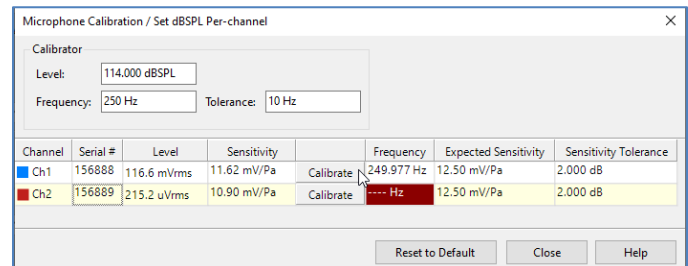 Microphone Calibration / Set dBSPL Per-channel
Calibrator
Level: 114.000 dBSPL
Frequency: 250 Hz Tolerance: 10 Hz
Channel Serial # Level Sensitivity Frequency Expected Sensitivity Sensitivity Tolerance
Ch1 156888 116.6 mVrms 11.62 mV/Pa Calibrate 249.977 Hz 12.50 mV/Pa 2.000 dB
Ch2 156889 215.2 uVrms 10.90 mV/Pa Calibrate ---- Hz 12.50 mV/Pa 2.000 dB
Reset to Default Close Help